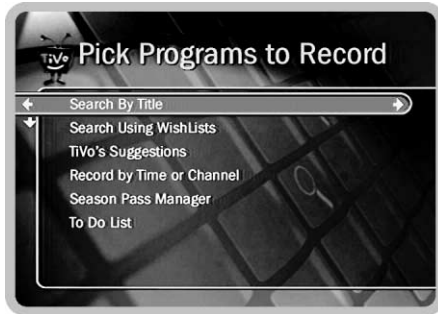 TiVo
Pick Programs to Record
Search By Title
Search Using WishLists
TiVo's Suggestions
Record by Time or Channel
Season Pass Manager
To Do List